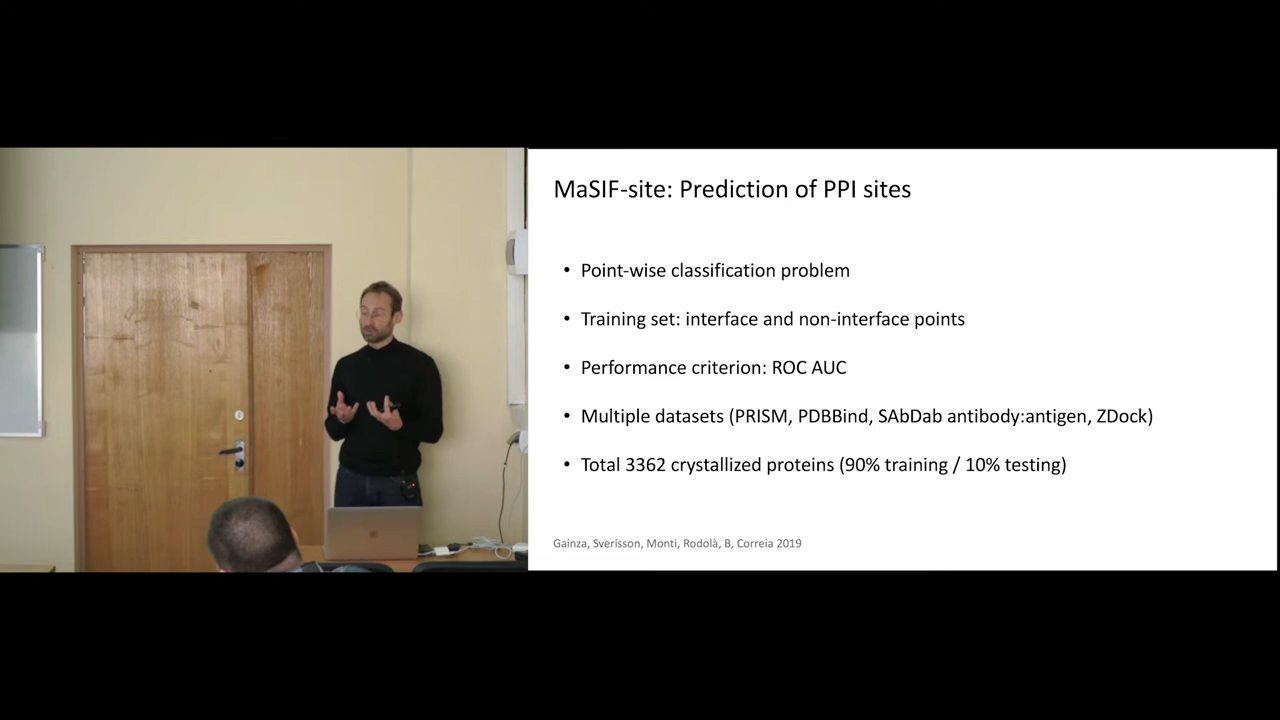 MaSIF-site: Prediction of PPI sites
• Point-wise classification problem
• Training set: interface and non-interface points
• Performance criterion: ROC AUC
• Multiple datasets (PRISM, PDBBind, SAbDab antibody:antigen, ZDock)
• Total 3362 crystallized proteins (90% training / 10% testing)
Gainza, Sverisson, Monti, Rodolà, B, Correia 2019